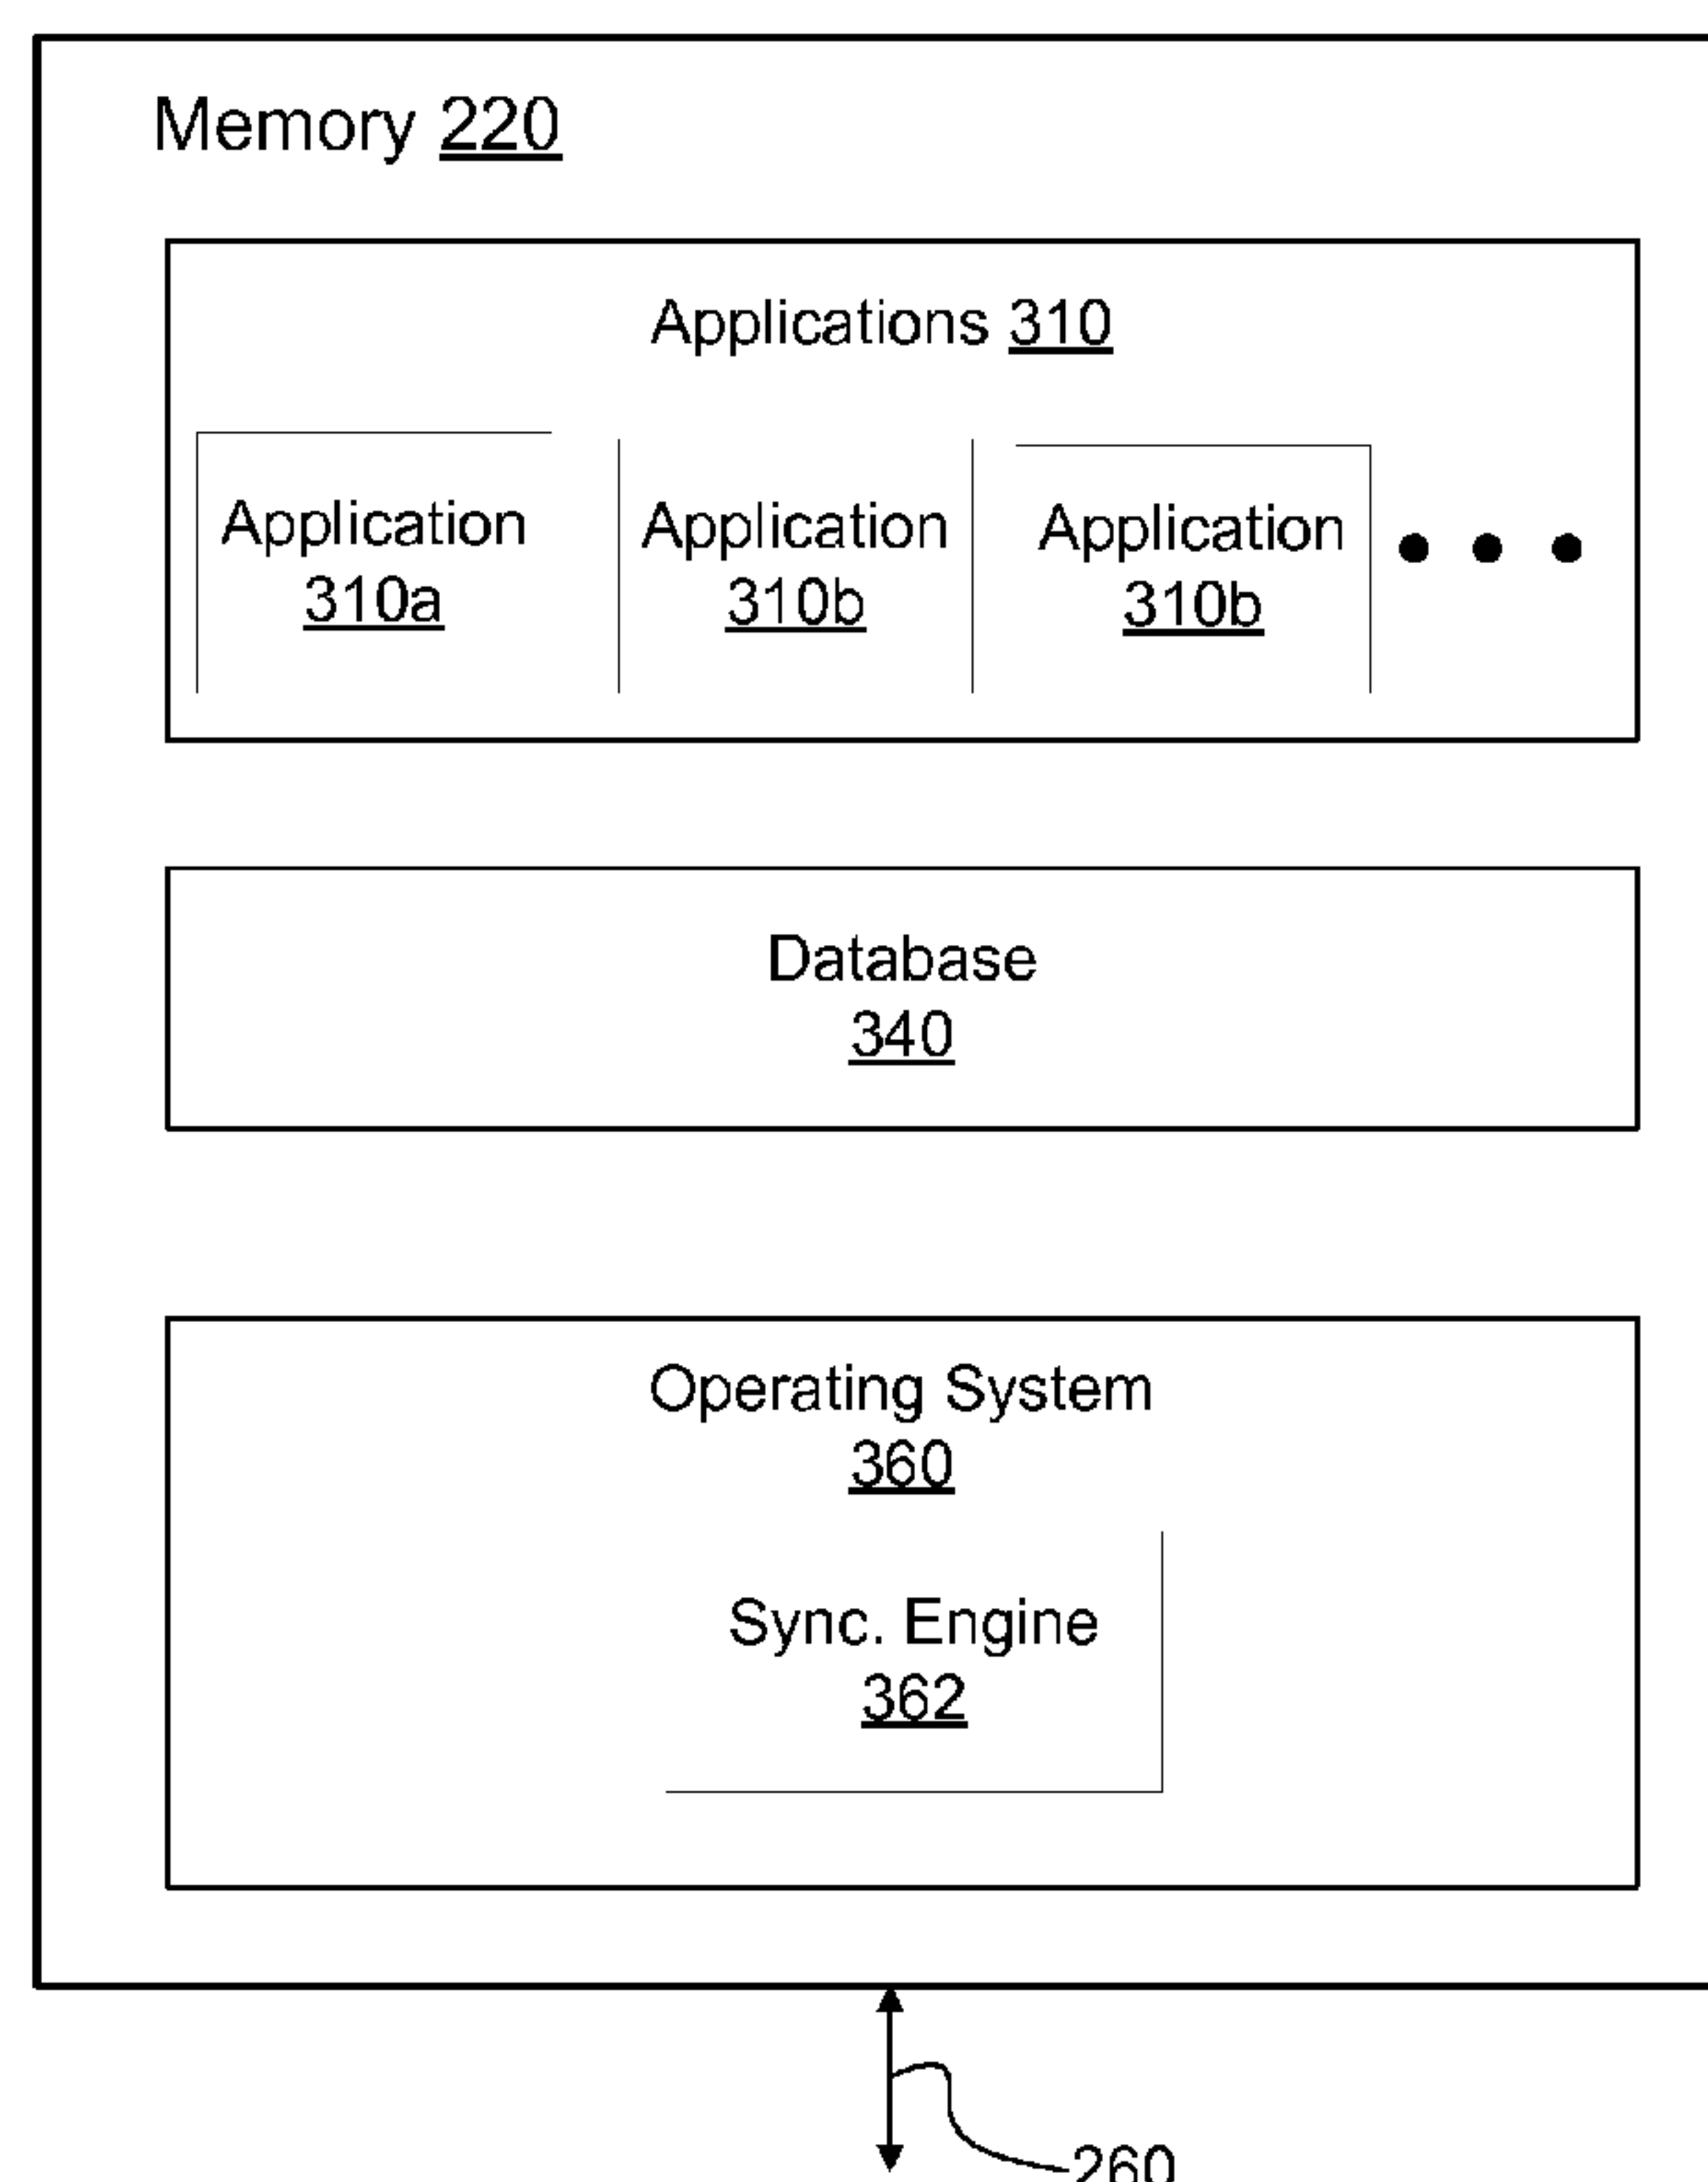 Memory 220
Applications 310
Application Application Application
310a 310b 310b
Database
340
Operating System
360
Sync. Engine
362
260